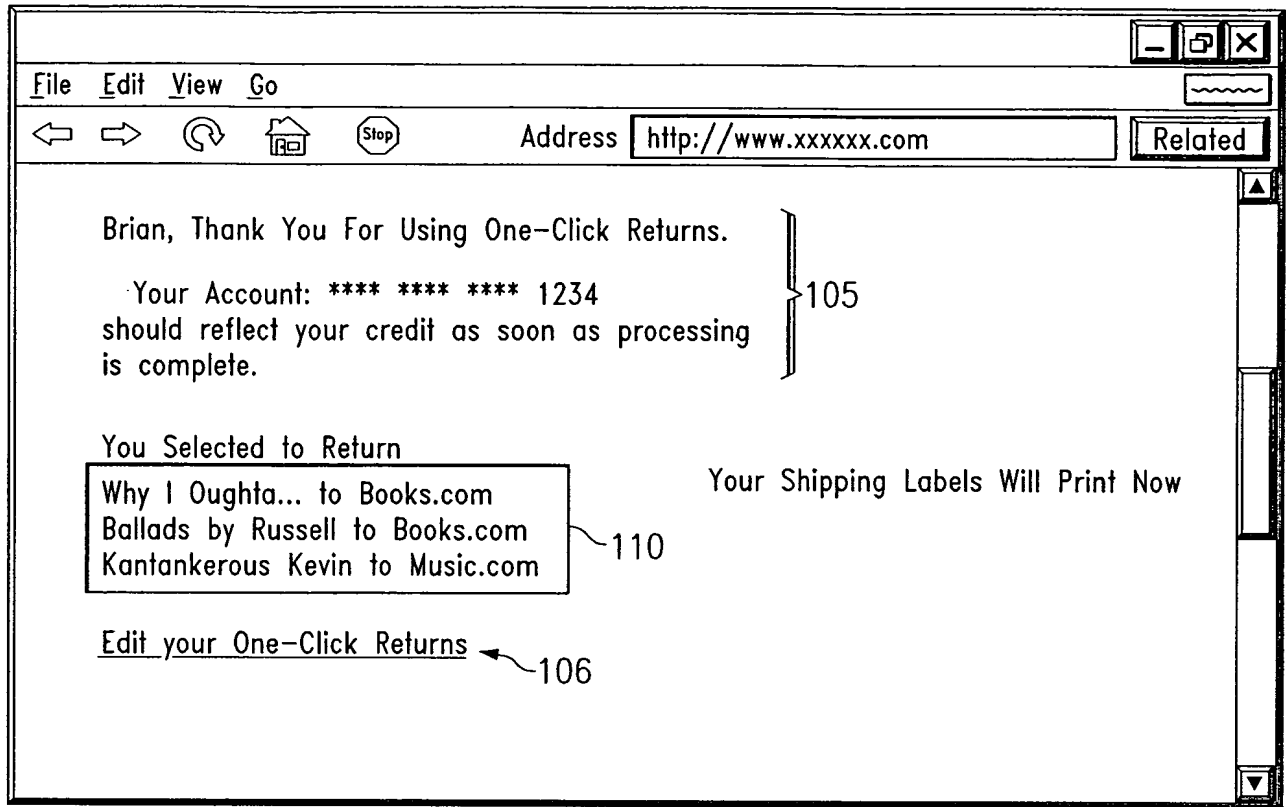 File Edit View Go
Stop Address http://www.xxxxxx.com Related
Brian, Thank You For Using One-Click Returns.
Your Account: **** **** **** 1234
should reflect your credit as soon as processing
is complete.
105
You Selected to Return
Why I Oughta... to Books.com
Ballads by Russell to Books.com
Kantankerous Kevin to Music.com
110
Your Shipping Labels Will Print Now
Edit your One-Click Returns
106